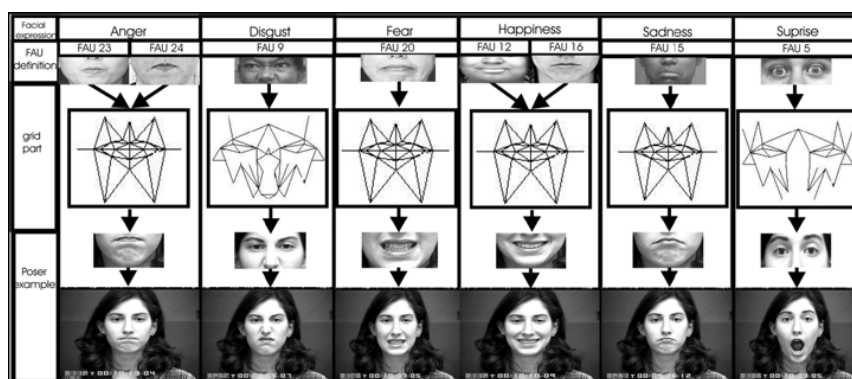 Facial expression
Anger
Disgust
Fear
Happiness
Sadness
Suprise
FAU definition
FAU 23
FAU 24
FAU 9
FAU 20
FAU 12
FAU 16
FAU 15
FAU 5
grid part
Poser example